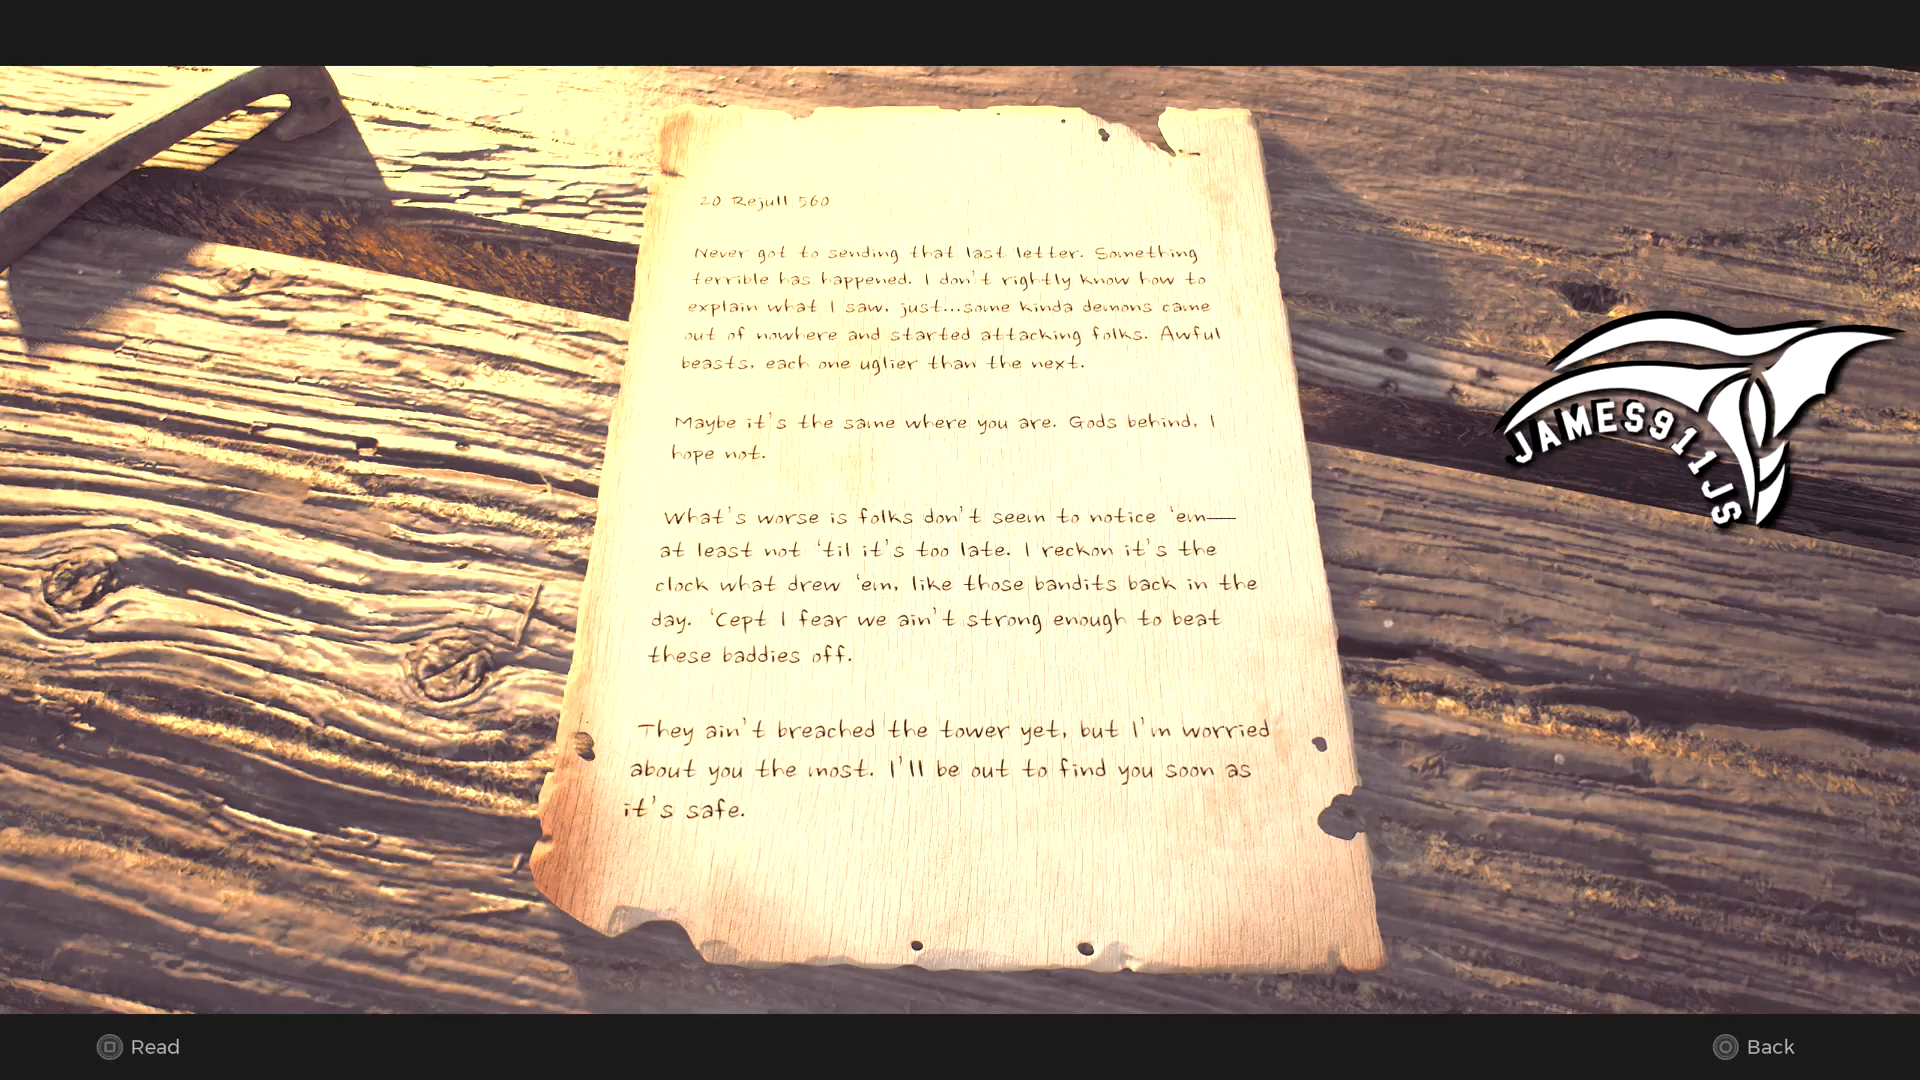 20 Rejull 560
Never got to sending that last letter. Something
terrible has happened. I don't rightly know how to
explain what I saw, just...some kinda demons came
out of nowhere and started attacking folks. Awful
beasts, each one uglier than the next.
Maybe it's the same where you are. Gods behind, I
hope not.
What's worse is folks don't seem to notice 'em—
at least not 'til it's too late. I reckon it's the
clock what drew 'em, like those bandits back in the
day. 'Cept I fear we ain't strong enough to beat
these baddies off.
They ain't breached the tower yet, but I'm worried
about you the most. I'll be out to find you soon as
it's safe.
JAMES911JS
Read
Back